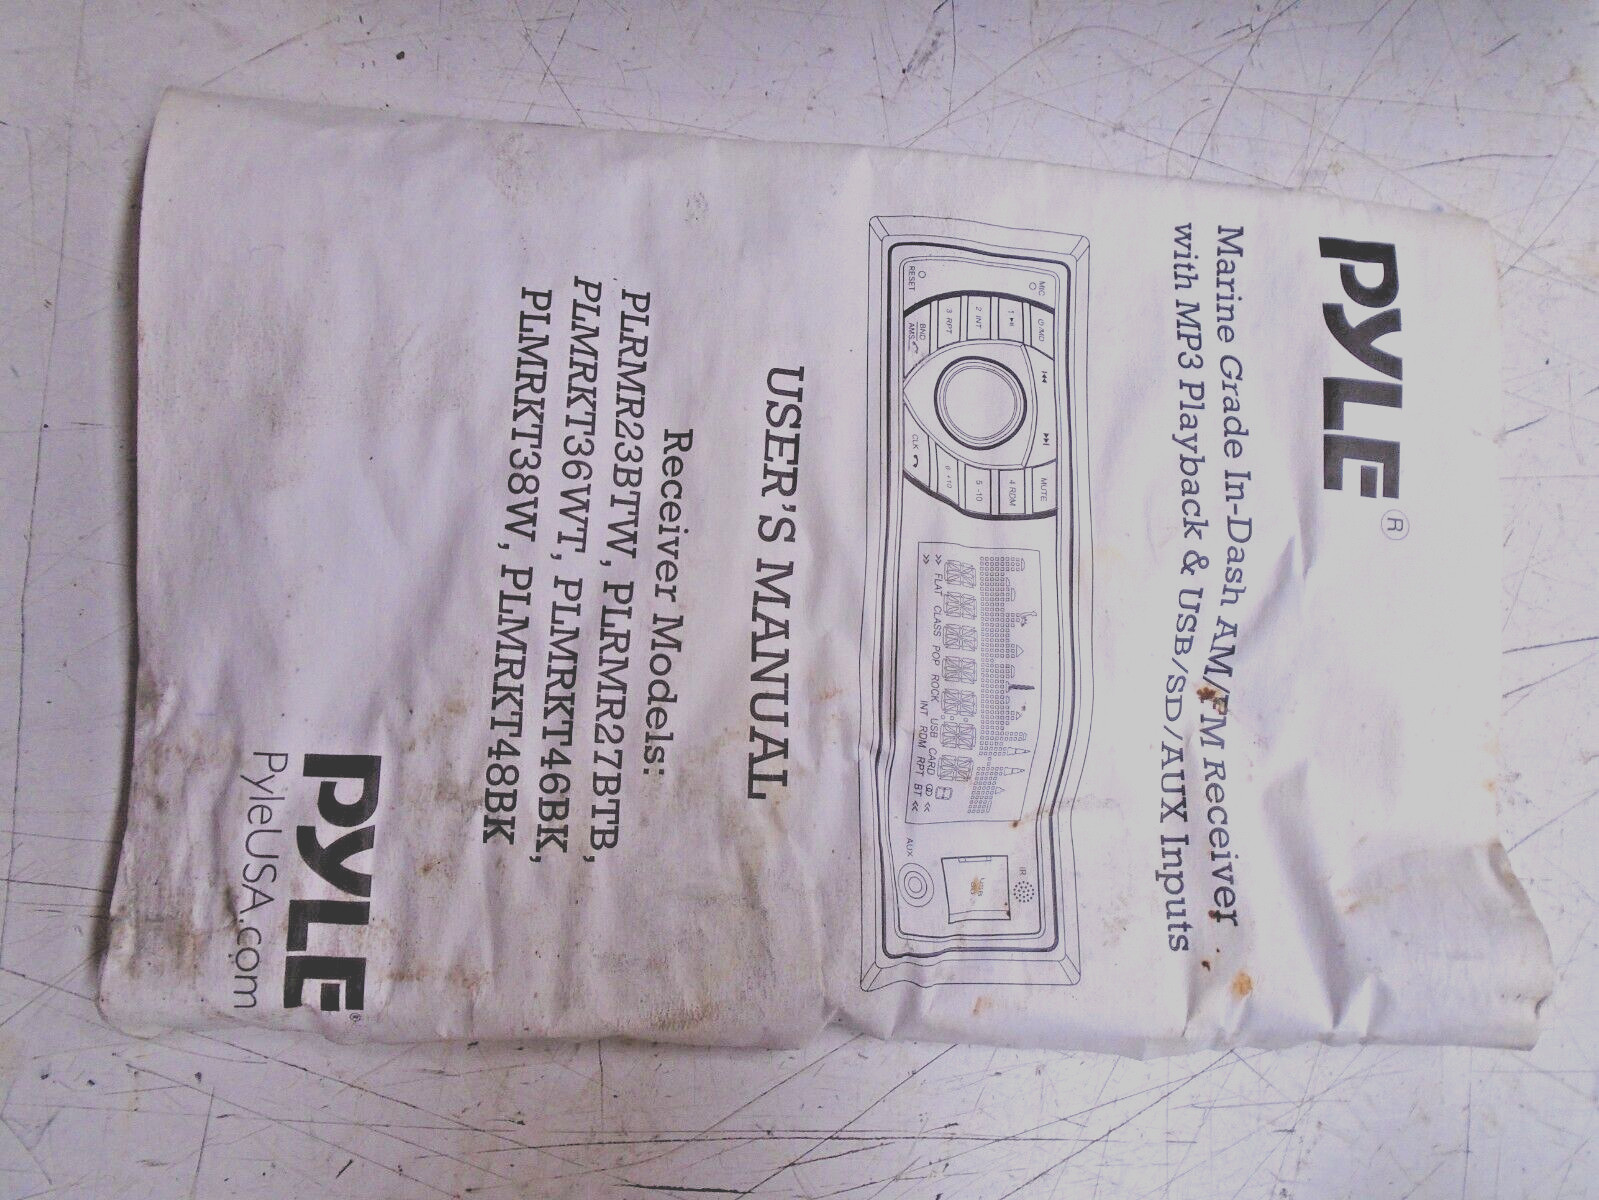 PYLE®
Marine Grade In-Dash AM/FM Receiver
with MP3 Playback & USB/SD/AUX Inputs
MIC
RESET
⏻/MD
1 ▶II
2 INT
3 RPT
BND
AMS
I◀◀
▶▶I
CLK
MUTE
4 RDM
5 -10
6 +10
>> FLAT CLASS POP ROCK USB CARD <<
>> INT RDM RPT BT <<
IR
USB
AUX
USER'S MANUAL
Receiver Models:
PLRMR23BTW, PLRMR27BTB,
PLMRKT36WT, PLMRKT46BK,
PLMRKT38W, PLMRKT48BK
PYLE®
PyleUSA.com